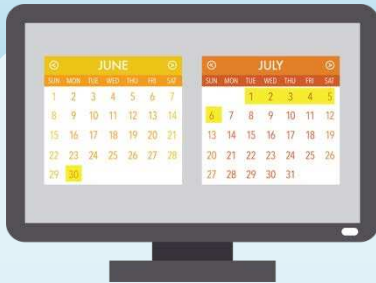 JUNE
SUN MON TUE WED THU FRI SAT
1 2 3 4 5 6 7
8 9 10 11 12 13 14
15 16 17 18 19 20 21
22 23 24 25 26 27 28
29 30
JULY
SUN MON TUE WED THU FRI SAT
1 2 3 4 5
6 7 8 9 10 11 12
13 14 15 16 17 18 19
20 21 22 23 24 25 26
27 28 29 30 31